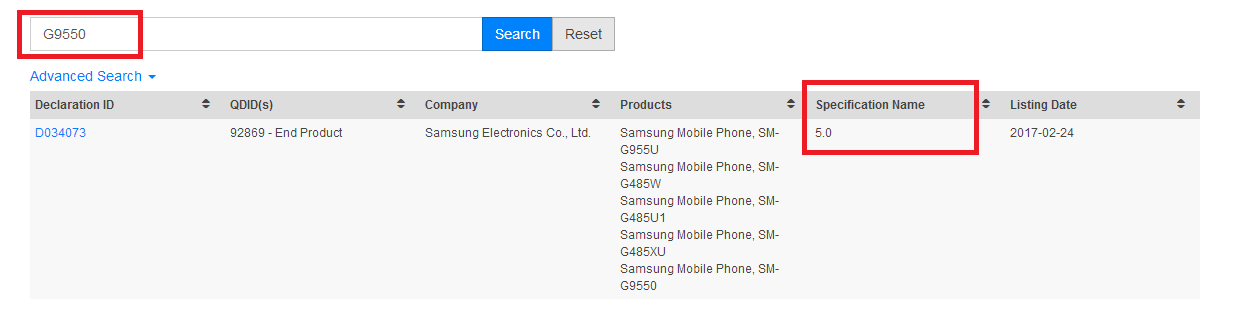 G9550 Search Reset
Advanced Search
Declaration ID QDID(s) Company Products Specification Name Listing Date
D034073 92869 - End Product Samsung Electronics Co., Ltd. Samsung Mobile Phone, SM- 5.0 2017-02-24
G955U
Samsung Mobile Phone, SM-
G485W
Samsung Mobile Phone, SM-
G485U1
Samsung Mobile Phone, SM-
G485XU
Samsung Mobile Phone, SM-
G9550